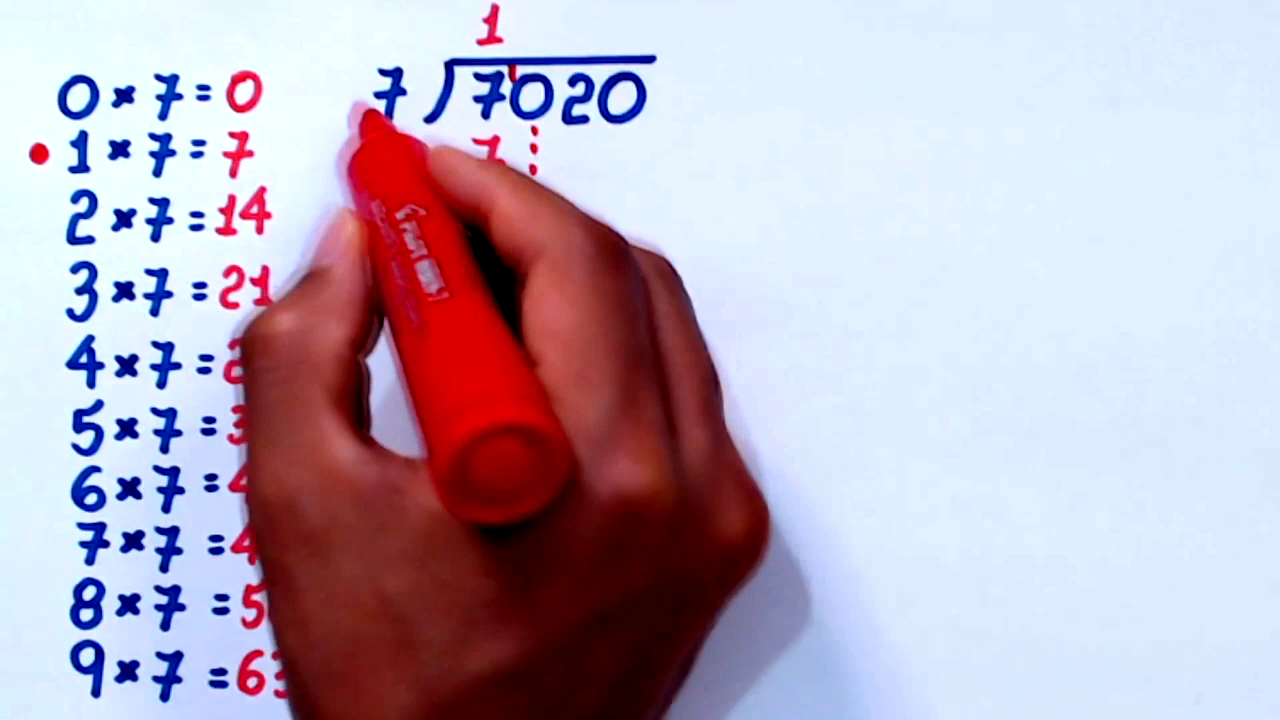 1
7 ) 7020
7
0 × 7 = 0
• 1 × 7 = 7
2 × 7 = 14
3 × 7 = 21
4 × 7 =
5 × 7 =
6 × 7 =
7 × 7 =
8 × 7 =
9 × 7 =
PILOT